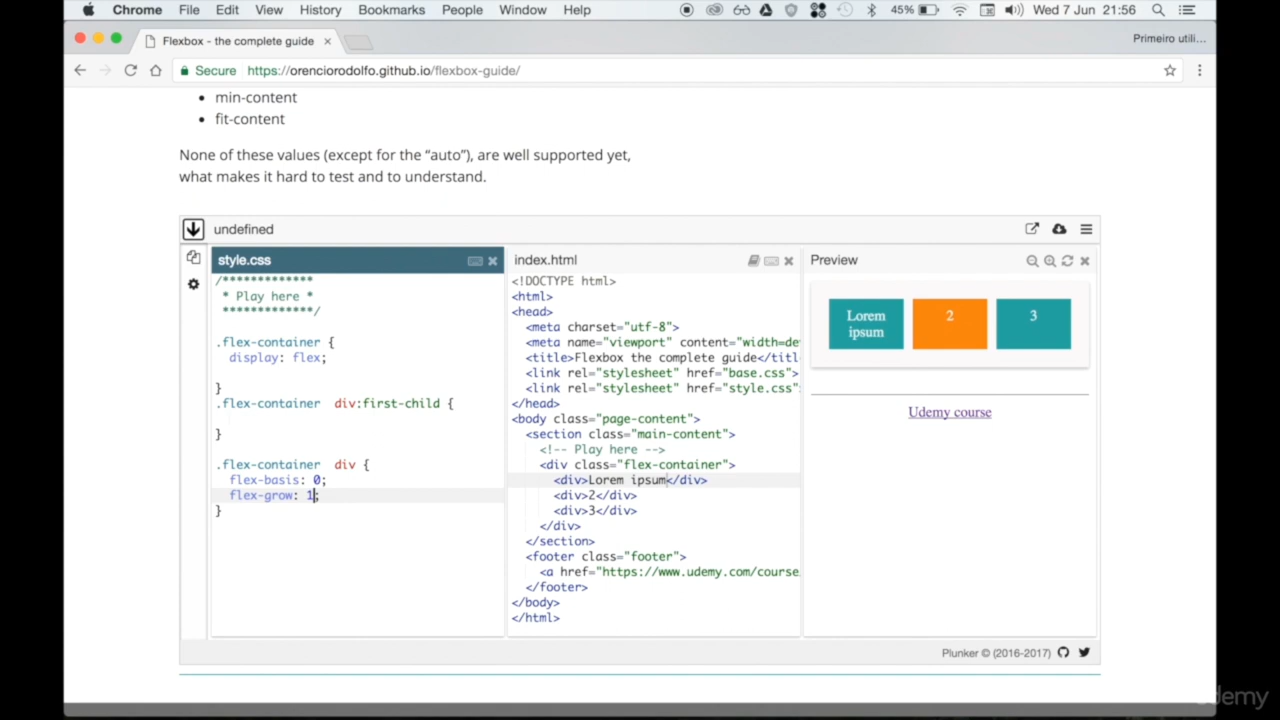 Chrome File Edit View History Bookmarks People Window Help 45% Wed 7 Jun 21:56
Flexbox - the complete guide Primeiro utili...
Secure https://orenciorodolfo.github.io/flexbox-guide/
min-content
fit-content
None of these values (except for the “auto”), are well supported yet,
what makes it hard to test and to understand.
undefined
style.css
/*************
* Play here *
*************/
.flex-container {
display: flex;
}
.flex-container div:first-child {
}
.flex-container div {
flex-basis: 0;
flex-grow: 1;
}
index.html
<!DOCTYPE html>
<html>
<head>
<meta charset="utf-8">
<meta name="viewport" content="width=de
<title>Flexbox the complete guide</titl
<link rel="stylesheet" href="base.css">
<link rel="stylesheet" href="style.css"
</head>
<body class="page-content">
<section class="main-content">
<!-- Play here -->
<div class="flex-container">
<div>Lorem ipsum</div>
<div>2</div>
<div>3</div>
</div>
</section>
<footer class="footer">
<a href="https://www.udemy.com/course
</footer>
</body>
</html>
Preview
Lorem
ipsum
2
3
Udemy course
Plunker © (2016-2017)
udemy